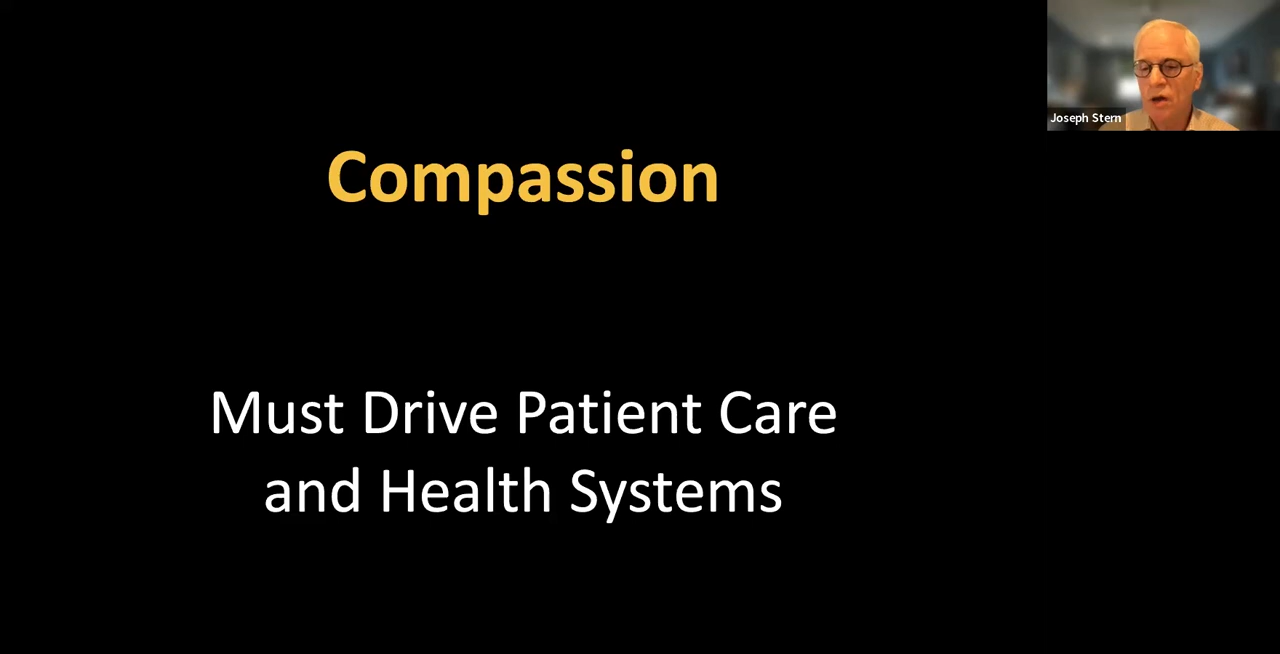 Joseph Stern
Compassion
Must Drive Patient Care
and Health Systems